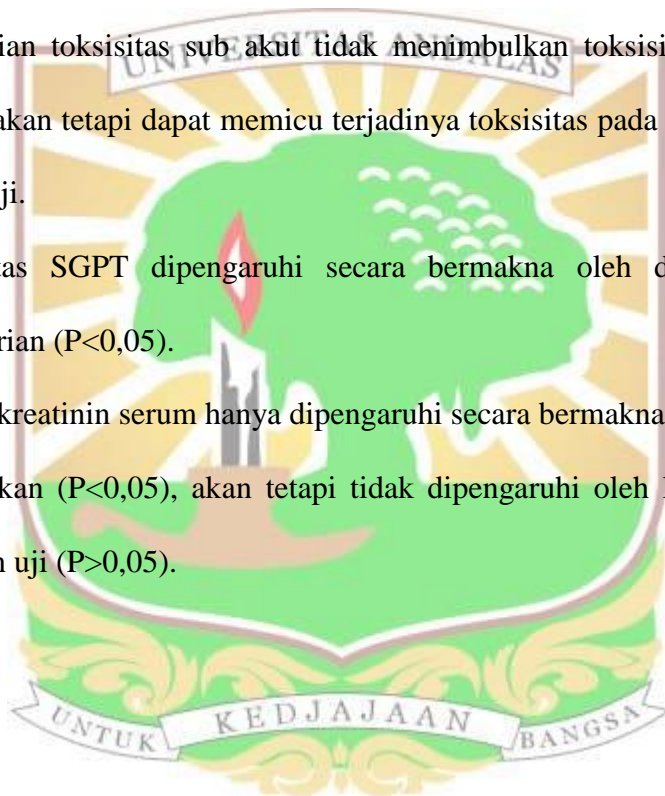 ian toksisitas sub akut tidak menimbulkan toksisi
UNIVERSITAS ANDALAS
akan tetapi dapat memicu terjadinya toksisitas pada
ji.
tas SGPT dipengaruhi secara bermakna oleh d
rian (P<0,05).
kreatinin serum hanya dipengaruhi secara bermakna
kan (P<0,05), akan tetapi tidak dipengaruhi oleh
n uji (P>0,05).
UNTUK KEDJAJAAN BANGSA